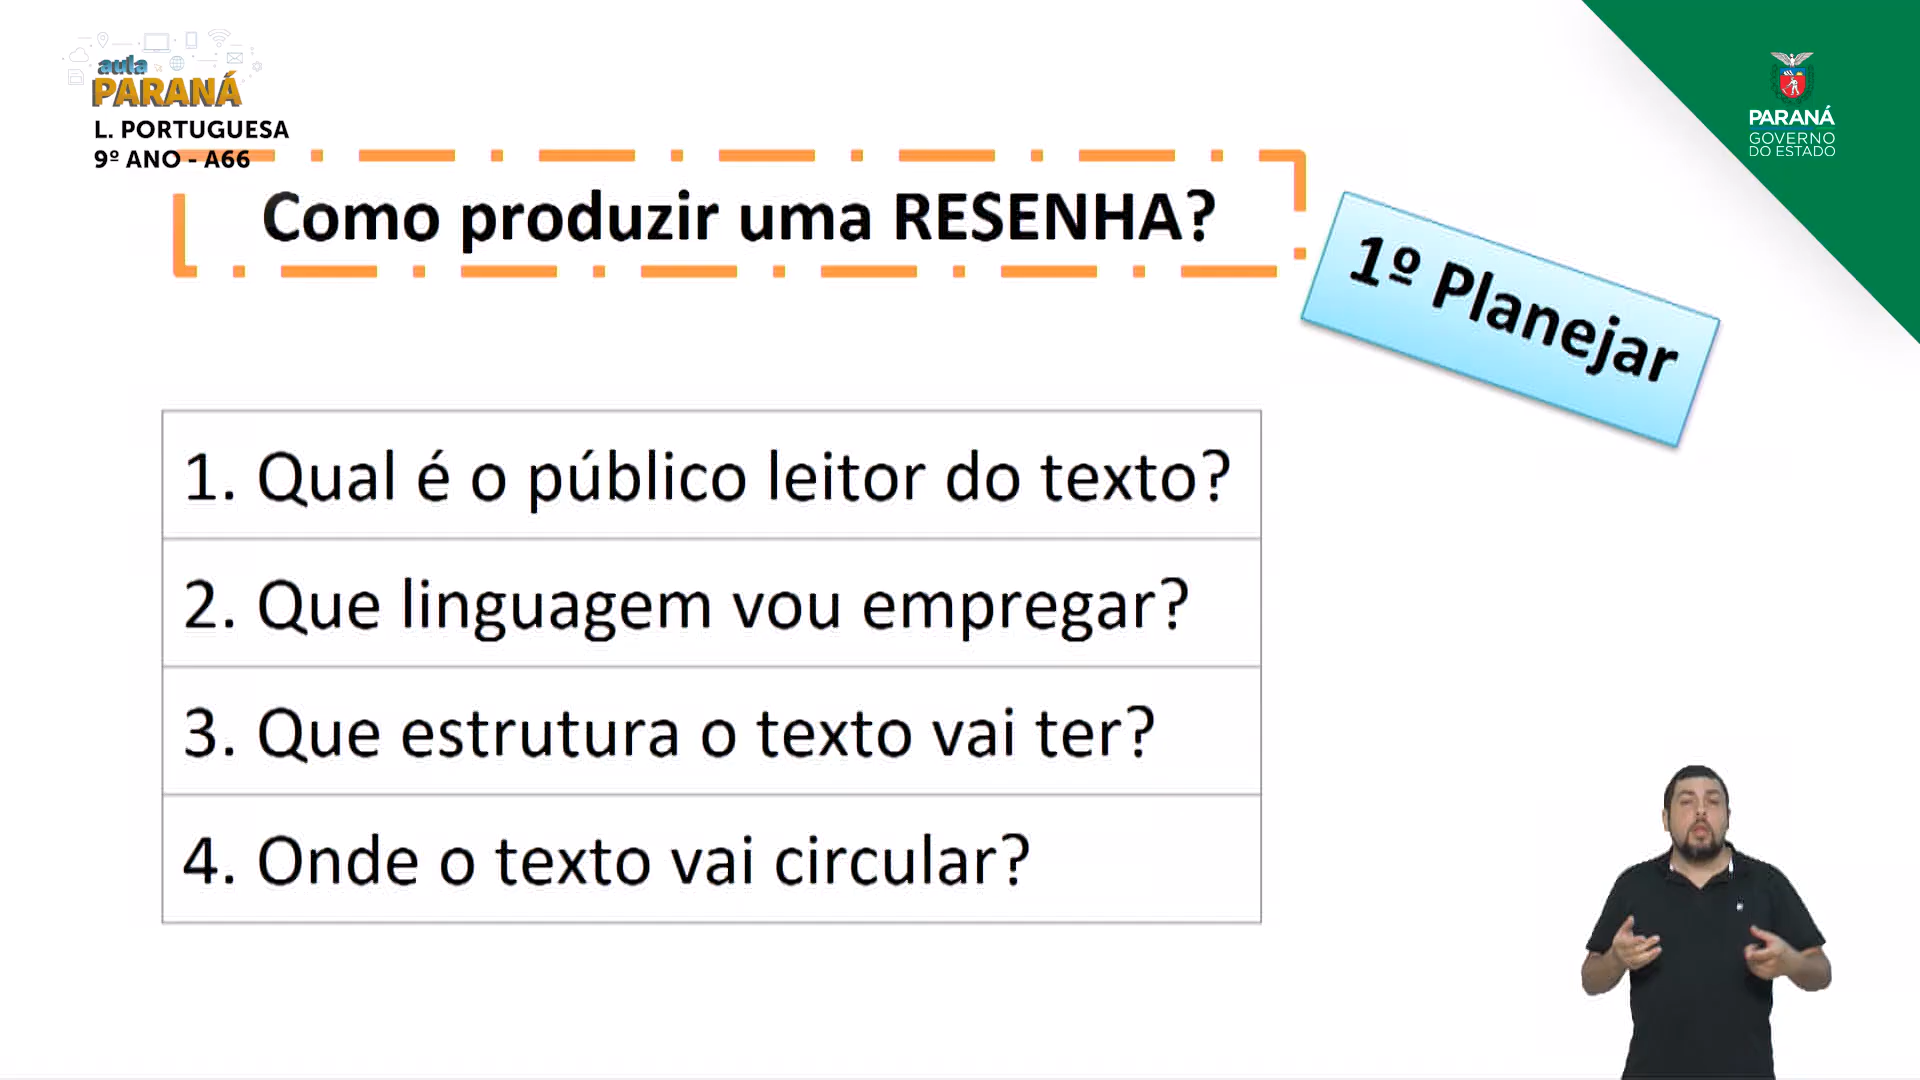 aula
PARANÁ
L. PORTUGUESA
9º ANO - A66
PARANÁ
GOVERNO
DO ESTADO
Como produzir uma RESENHA?
1º Planejar
1. Qual é o público leitor do texto?
2. Que linguagem vou empregar?
3. Que estrutura o texto vai ter?
4. Onde o texto vai circular?